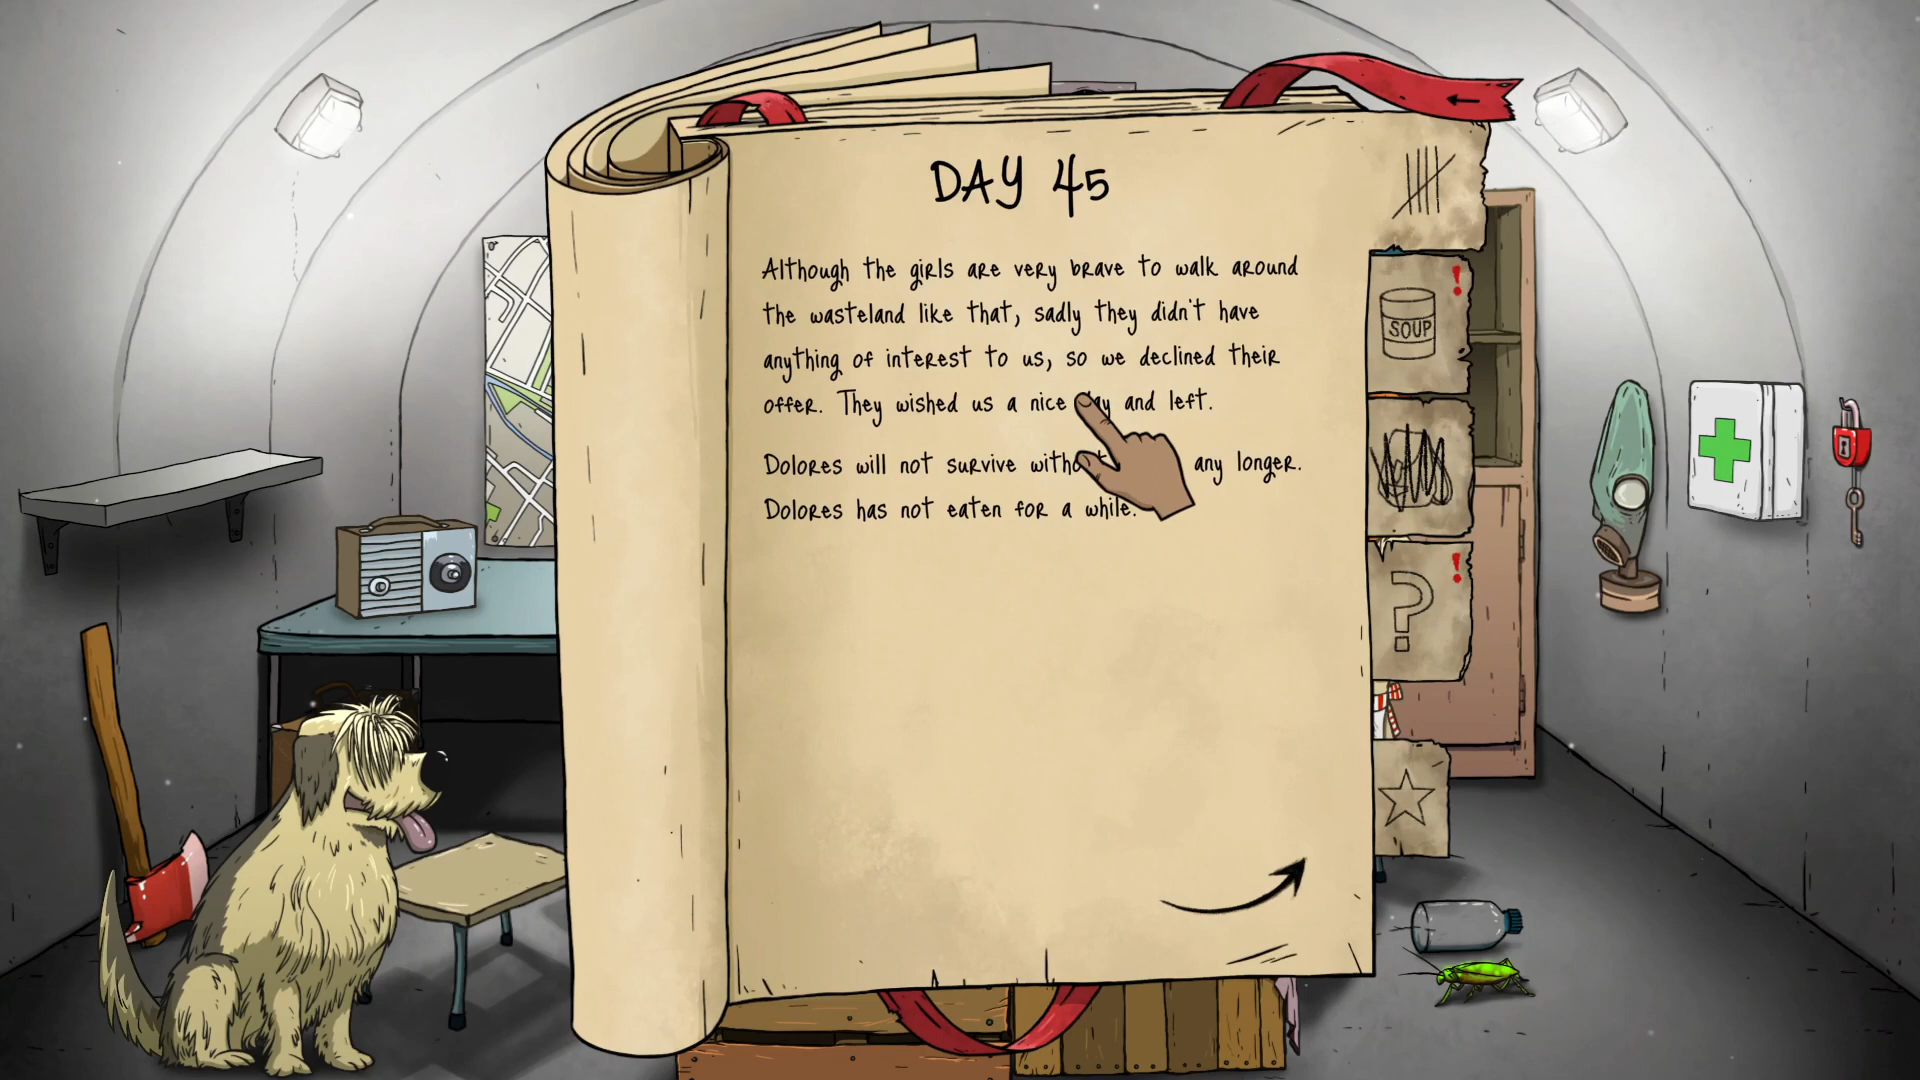 DAY 45
Although the girls are very brave to walk around
the wasteland like that, sadly they didn't have
anything of interest to us, so we declined their
offer. They wished us a nice and left.
Dolores will not survive any longer.
Dolores has not eaten for a while.
SOUP